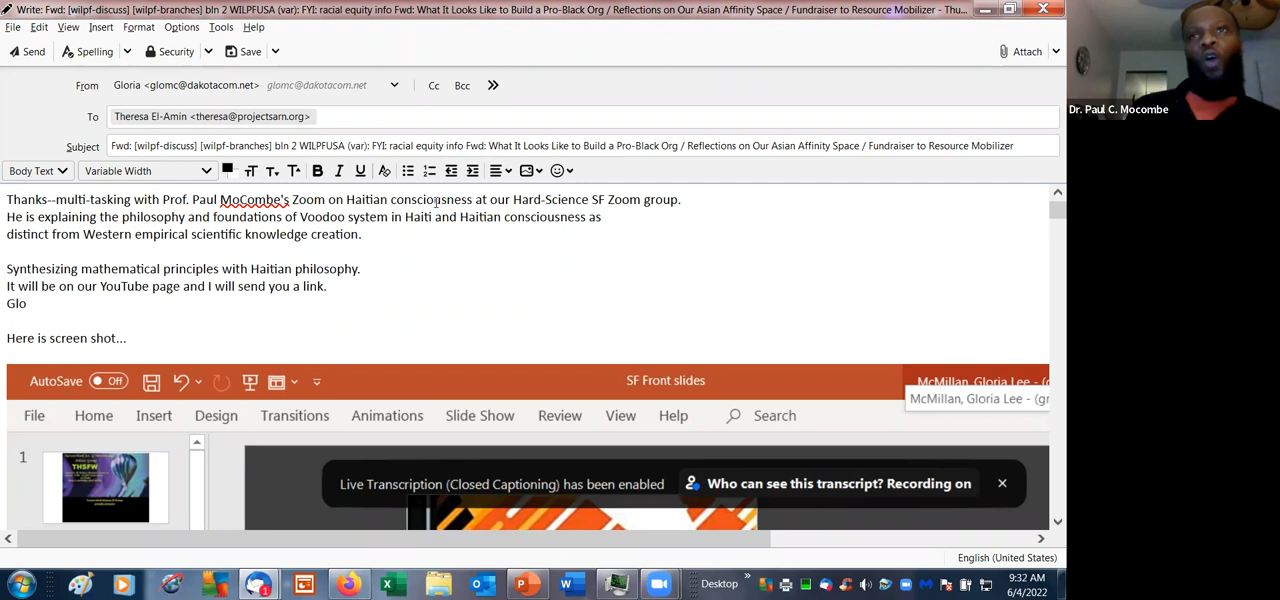 Write: Fwd: [wilpf-discuss] [wilpf-branches] bln 2 WILPFUSA (var): FYI: racial equity info Fwd: What It Looks Like to Build a Pro-Black Org / Reflections on Our Asian Affinity Space / Fundraiser to Resource Mobilizer - Thu...
File Edit View Insert Format Options Tools Help
Send Spelling Security Save Attach
From Gloria <glomc@dakotacom.net> glomc@dakotacom.net Cc Bcc
To Theresa El-Amin <theresa@projectsarn.org>
Subject Fwd: [wilpf-discuss] [wilpf-branches] bln 2 WILPFUSA (var): FYI: racial equity info Fwd: What It Looks Like to Build a Pro-Black Org / Reflections on Our Asian Affinity Space / Fundraiser to Resource Mobilizer
Body Text Variable Width
Thanks--multi-tasking with Prof. Paul MoCombe's Zoom on Haitian consciousness at our Hard-Science SF Zoom group.
He is explaining the philosophy and foundations of Voodoo system in Haiti and Haitian consciousness as
distinct from Western empirical scientific knowledge creation.
Synthesizing mathematical principles with Haitian philosophy.
It will be on our YouTube page and I will send you a link.
Glo
Here is screen shot...
AutoSave Off SF Front slides McMillan, Gloria Lee - (g
McMillan, Gloria Lee - (gr
File Home Insert Design Transitions Animations Slide Show Review View Help Search
1
THSFW
Live Transcription (Closed Captioning) has been enabled Who can see this transcript? Recording on
English (United States)
Desktop
9:32 AM
6/4/2022
Dr. Paul C. Mocombe